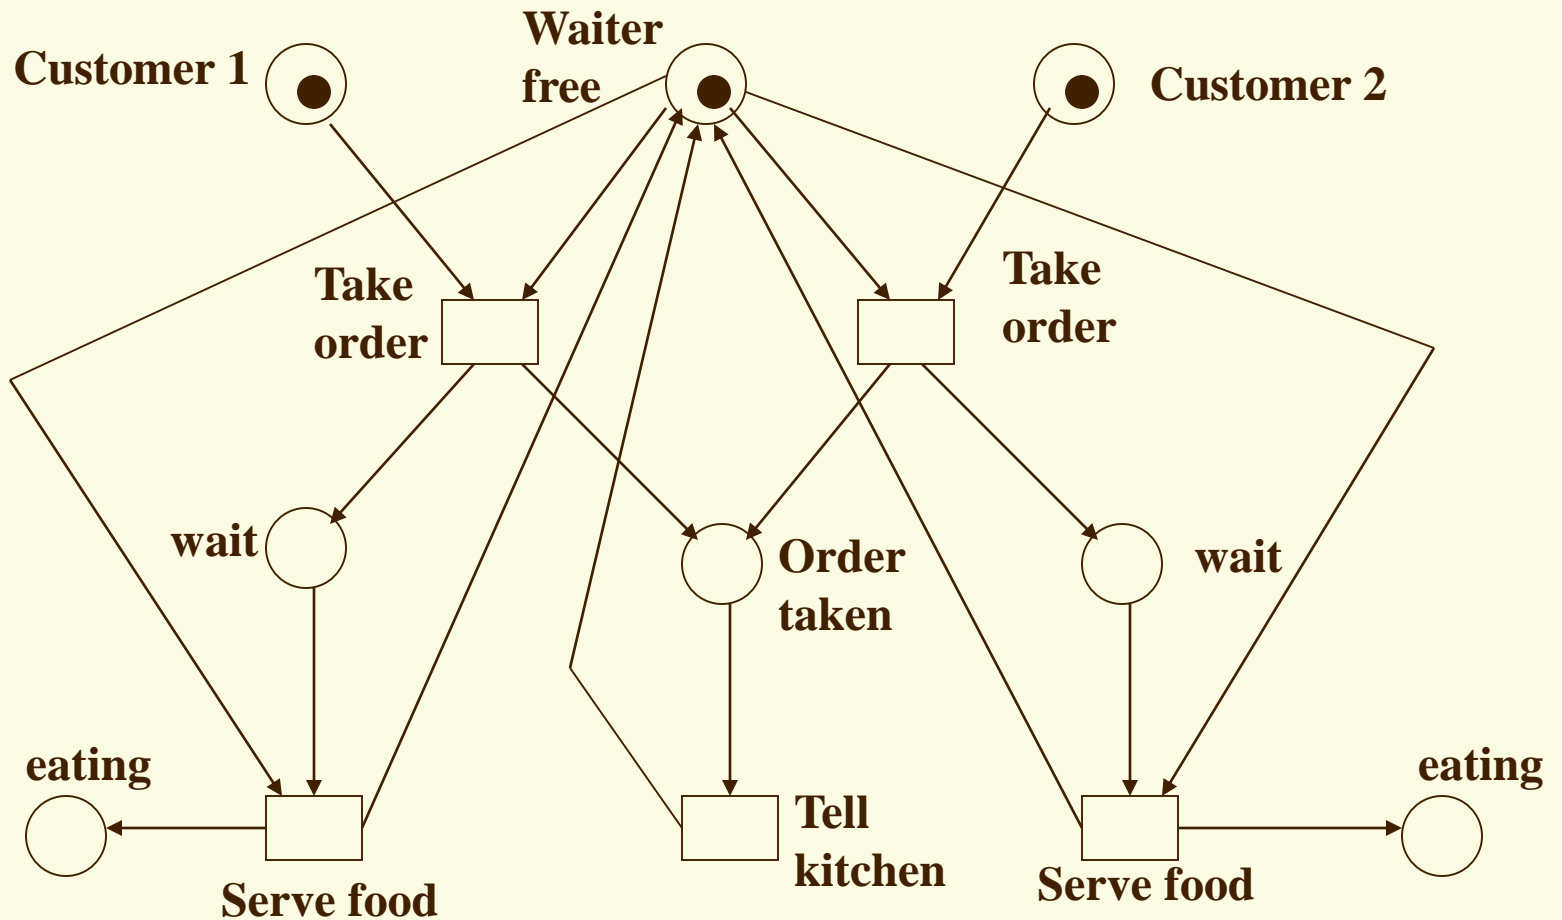 Customer 1
Waiter
free
Customer 2
Take
order
Take
order
wait
Order
taken
wait
eating
eating
Tell
kitchen
Serve food
Serve food